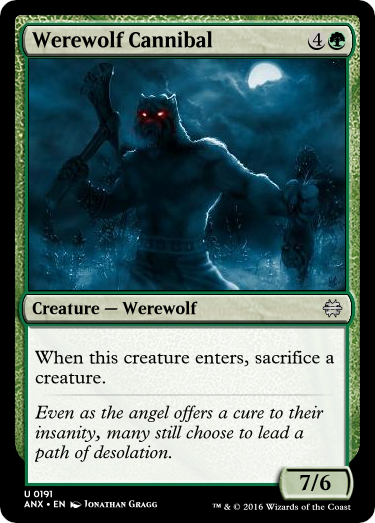 Werewolf Cannibal 4
Creature — Werewolf
When this creature enters, sacrifice a
creature.
Even as the angel offers a cure to their
insanity, many still choose to lead a
path of desolation.
7/6
U 0191
ANX • EN Jonathan Gragg
™ & © 2016 Wizards of the Coast